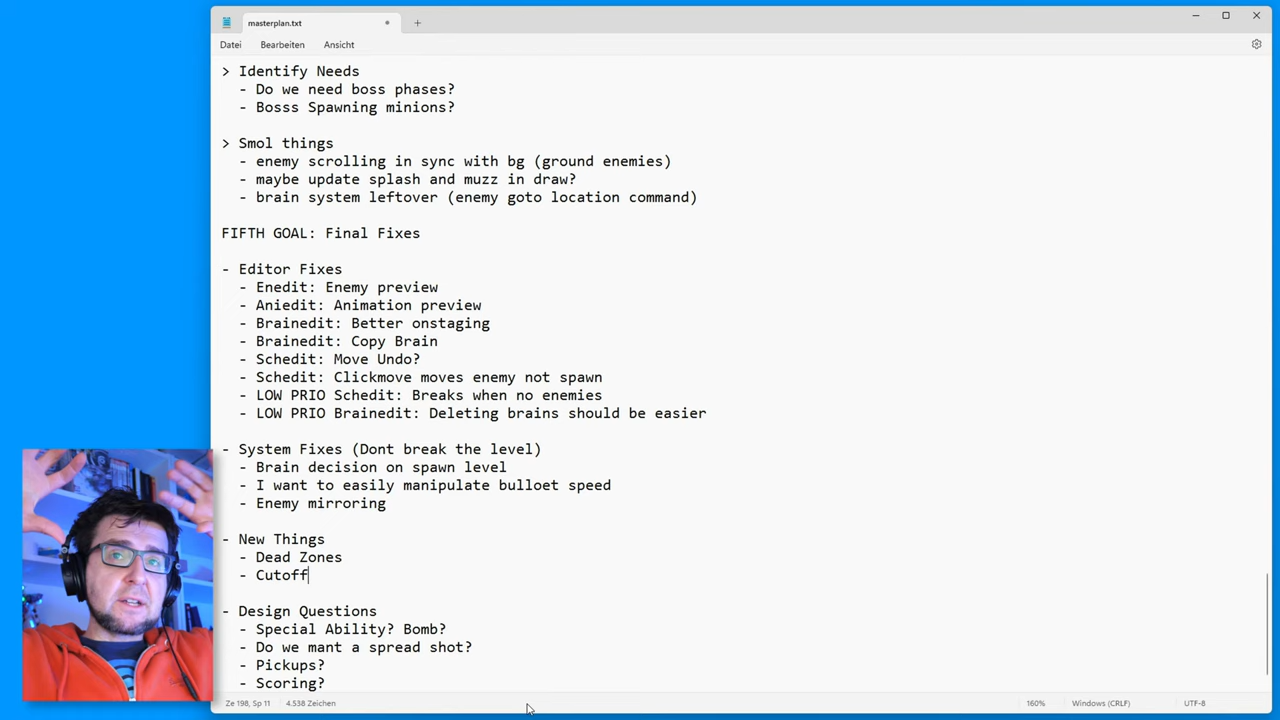 masterplan.txt
Datei Bearbeiten Ansicht
> Identify Needs
- Do we need boss phases?
- Bosss Spawning minions?
> Smol things
- enemy scrolling in sync with bg (ground enemies)
- maybe update splash and muzz in draw?
- brain system leftover (enemy goto location command)
FIFTH GOAL: Final Fixes
- Editor Fixes
- Enedit: Enemy preview
- Aniedit: Animation preview
- Brainedit: Better onstaging
- Brainedit: Copy Brain
- Schedit: Move Undo?
- Schedit: Clickmove moves enemy not spawn
- LOW PRIO Schedit: Breaks when no enemies
- LOW PRIO Brainedit: Deleting brains should be easier
- System Fixes (Dont break the level)
- Brain decision on spawn level
- I want to easily manipulate bulloet speed
- Enemy mirroring
- New Things
- Dead Zones
- Cutoff
- Design Questions
- Special Ability? Bomb?
- Do we want a spread shot?
- Pickups?
- Scoring?
Ze 198, Sp 11 4.538 Zeichen 160% Windows (CRLF) UTF-8